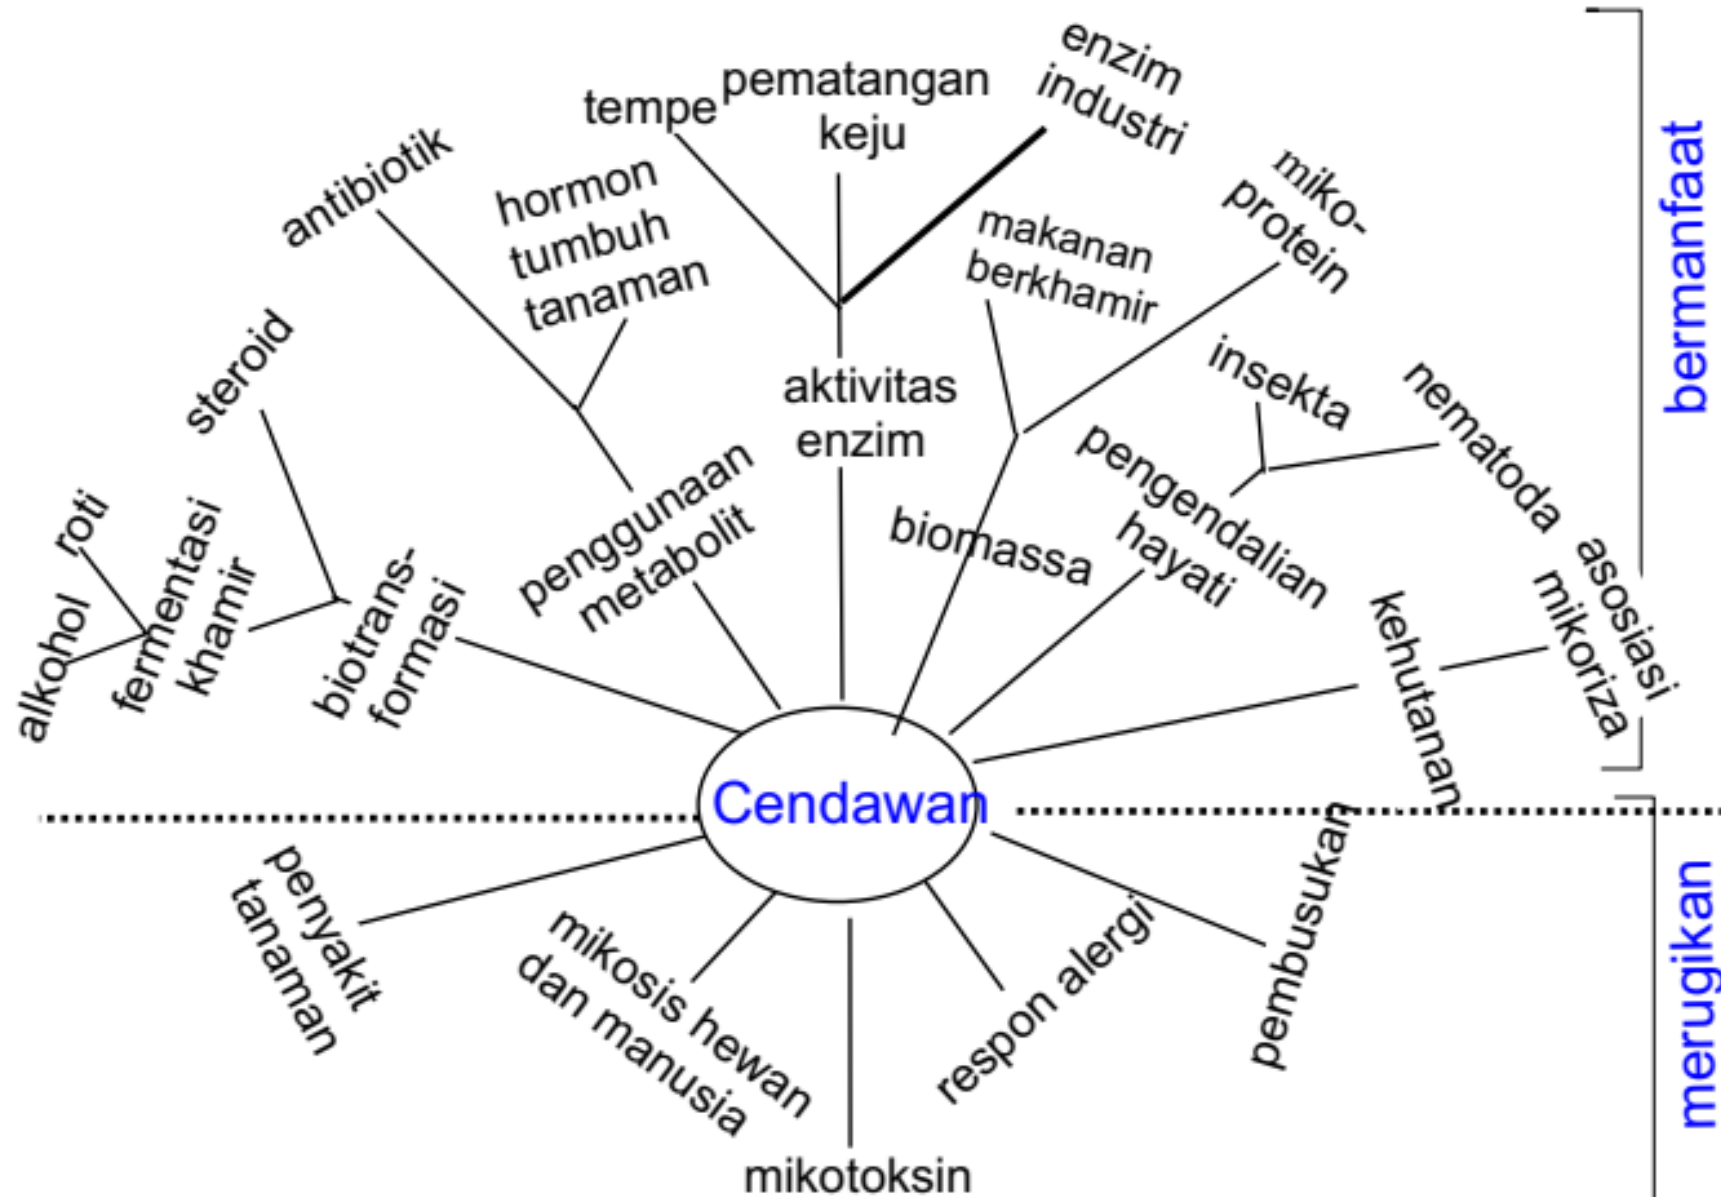 enzim
industri
pematangan
keju
tempe
antibiotik
hormon
tumbuh
tanaman
makanan
berkhamir
miko-
protein
bermanfaat
steroid
aktivitas
enzim
insekta
nematoda
roti
alkohol
fermentasi
khamir
biotrans-
formasi
penggunaan
metabolit
biomassa
pengendalian
hayati
kehutanan
asosiasi
mikoriza
Cendawan
penyakit
tanaman
mikosis hewan
dan manusia
mikotoksin
respon alergi
pembusukan
merugikan